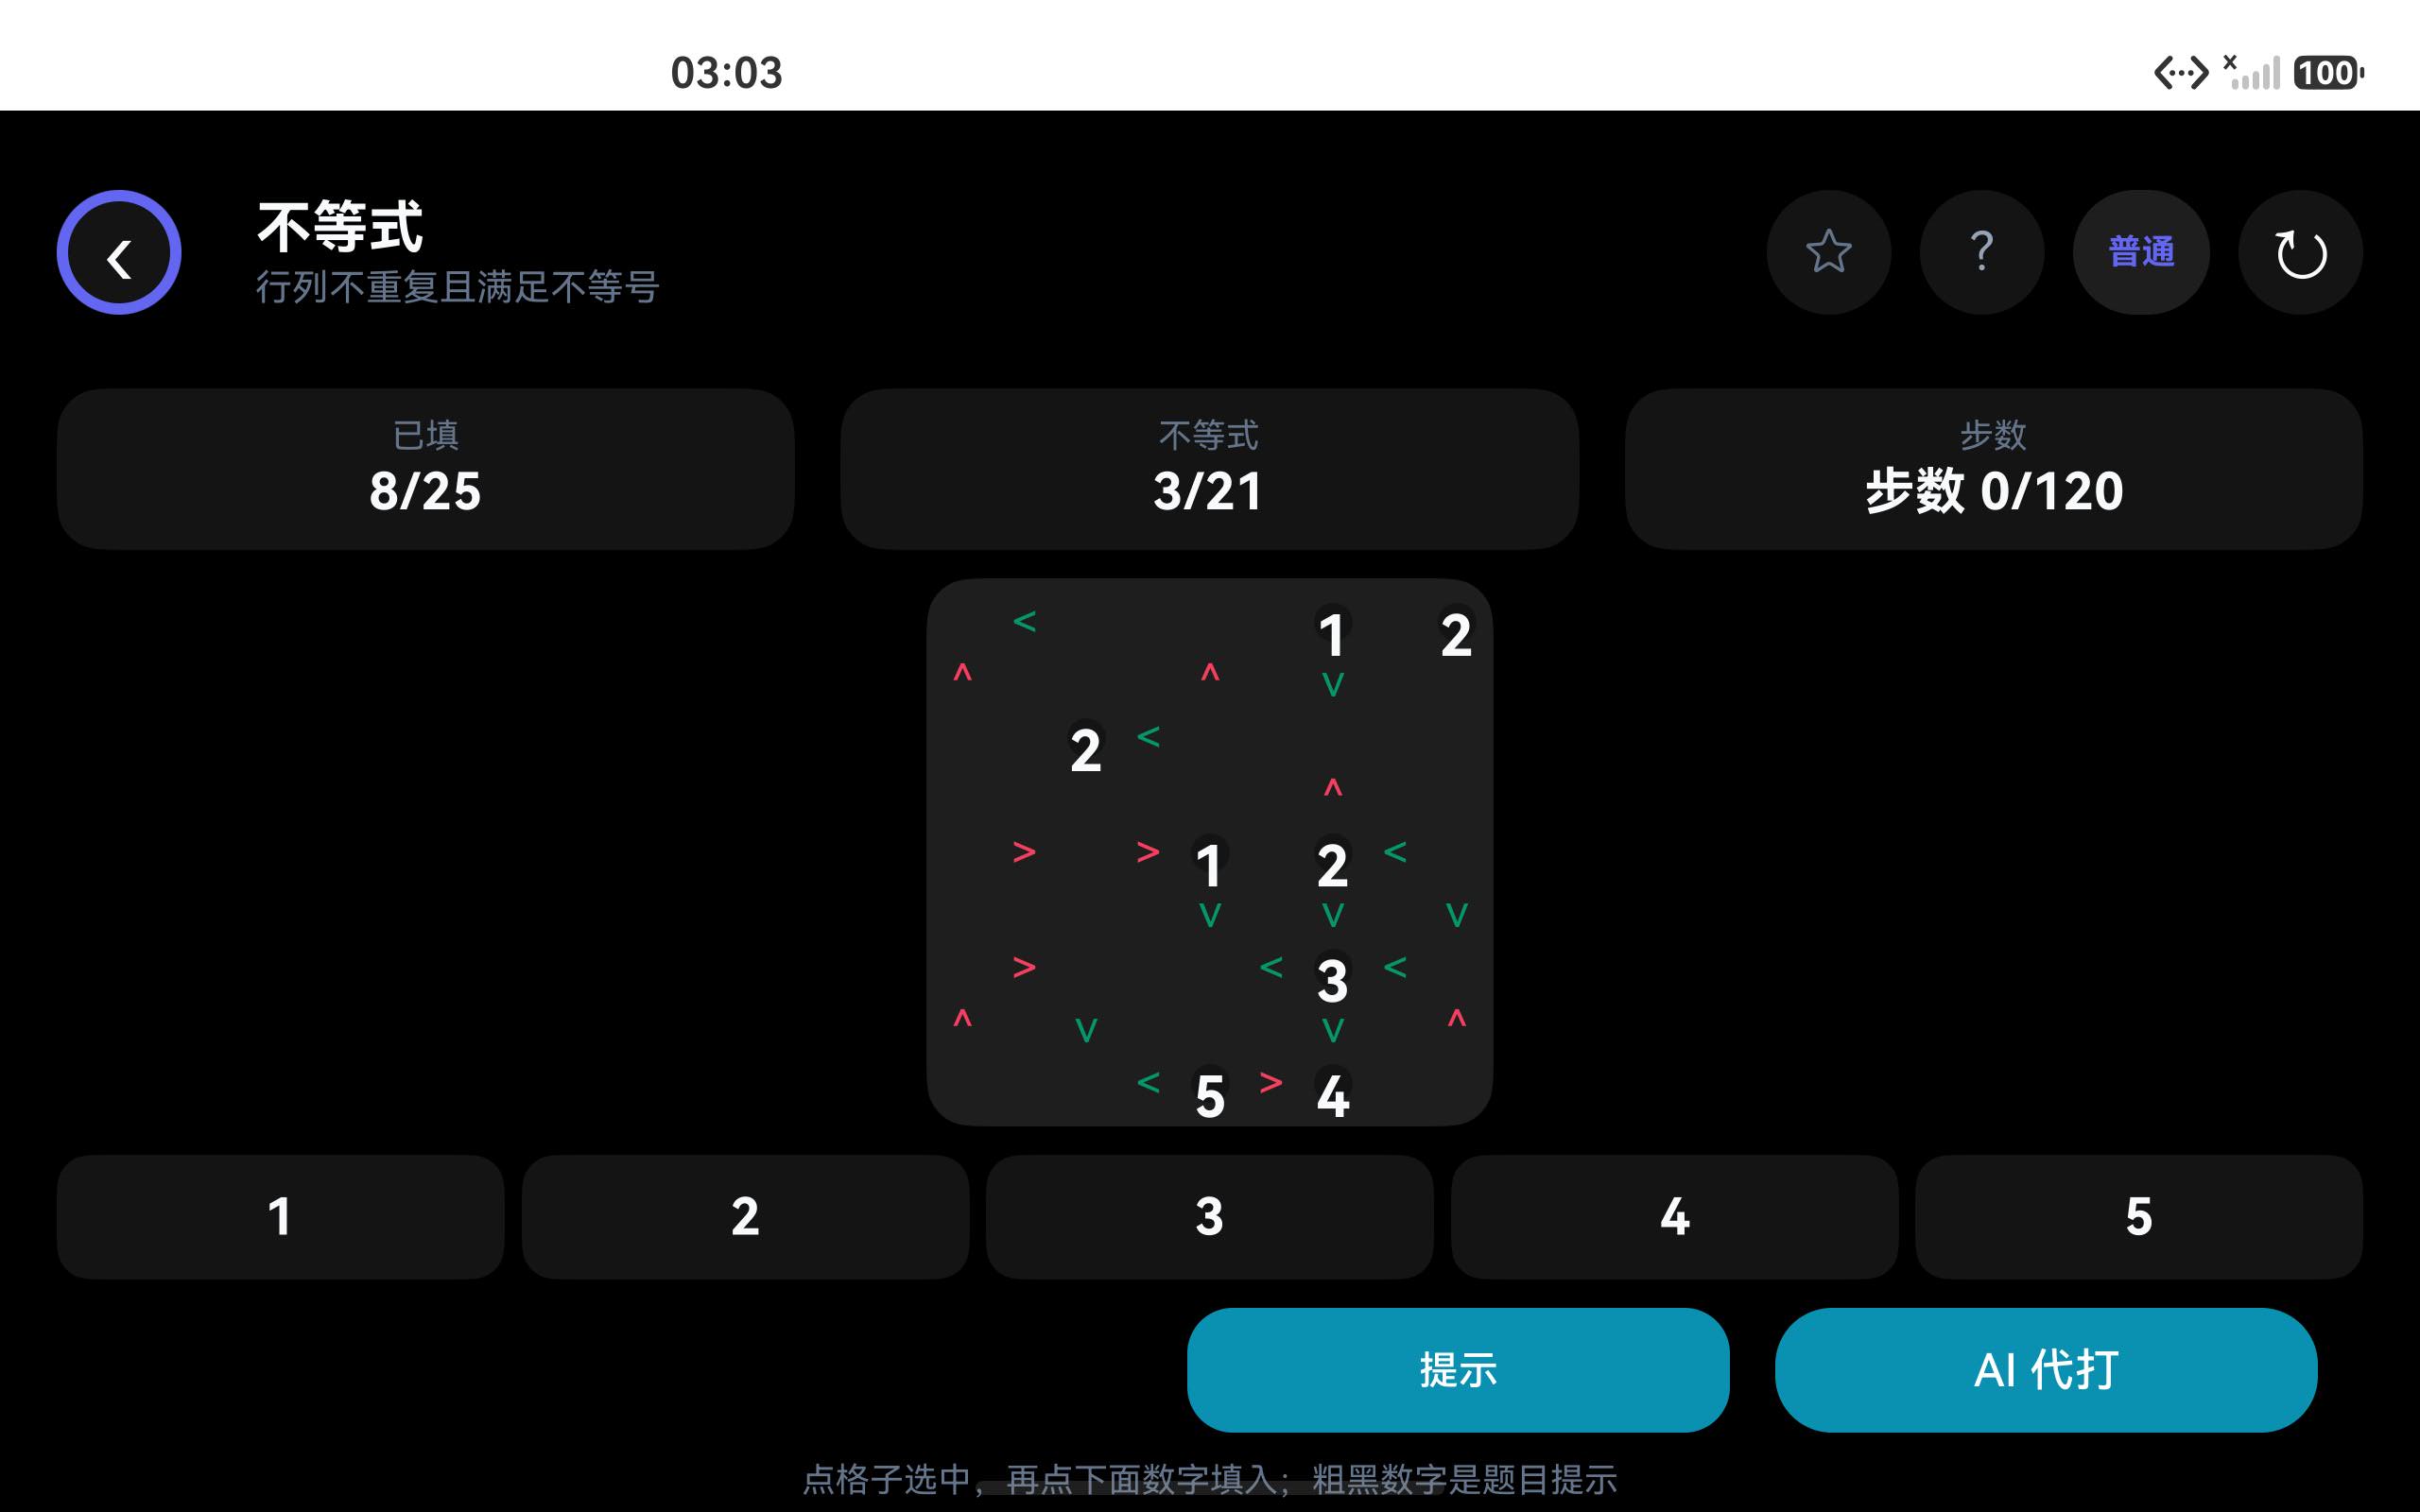 03:03
100
不等式
行列不重复且满足不等号
?
普通
已填
8/25
不等式
3/21
步数
步数 0/120
< 1 2
^ ^ v
2 <
^
> > 1 2 <
v v v
> < 3 <
^ v v ^
< 5 > 4
1 2 3 4 5
提示
AI 代打
点格子选中，再点下面数字填入；粗黑数字是题目提示